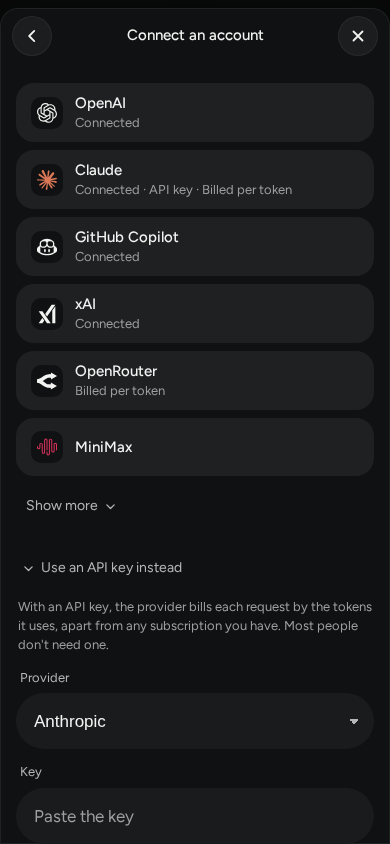 Connect an account
OpenAI
Connected
Claude
Connected · API key · Billed per token
GitHub Copilot
Connected
xAI
Connected
OpenRouter
Billed per token
MiniMax
Show more
Use an API key instead
With an API key, the provider bills each request by the tokens
it uses, apart from any subscription you have. Most people
don't need one.
Provider
Anthropic
Key
Paste the key